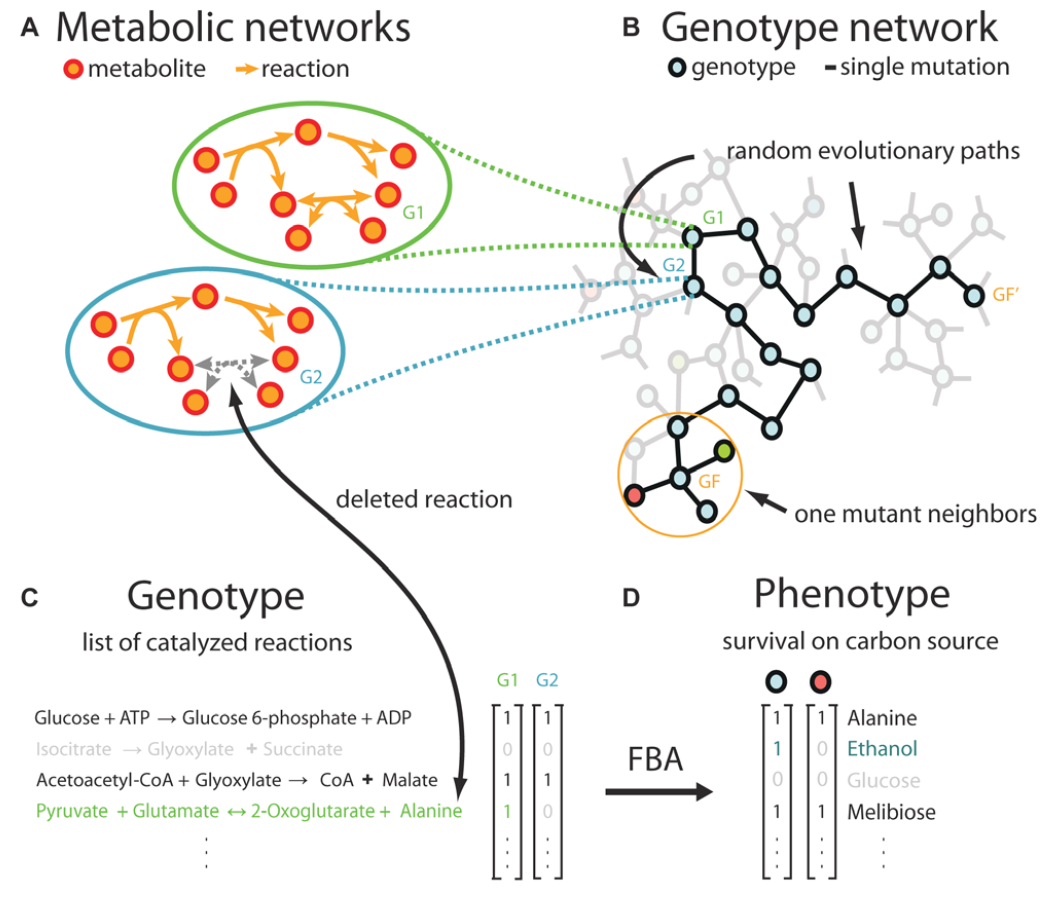 A Metabolic networks
metabolite reaction
G1
G2
B Genotype network
genotype single mutation
random evolutionary paths
G1
G2
GF'
GF
one mutant neighbors
deleted reaction
C Genotype
list of catalyzed reactions
G1 G2
Glucose + ATP → Glucose 6-phosphate + ADP 1 1
Isocitrate → Glyoxylate + Succinate 0 0
Acetoacetyl-CoA + Glyoxylate → CoA + Malate 1 1
Pyruvate + Glutamate ↔ 2-Oxoglutarate + Alanine 1 0
FBA
D Phenotype
survival on carbon source
1 1 Alanine
1 0 Ethanol
0 0 Glucose
1 1 Melibiose